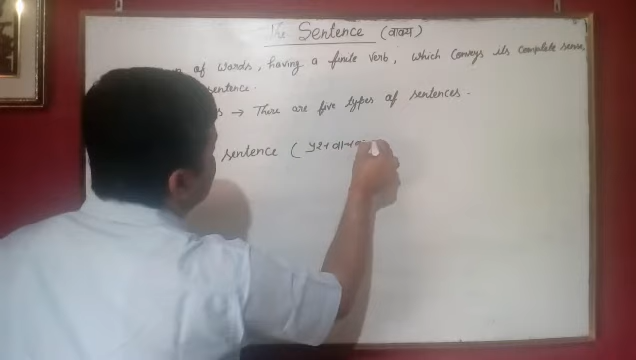 The Sentence (वाक्य)
of words, having a finite verb, which conveys its complete sense,
sentence.
s → There are five types of sentences.
sentence (